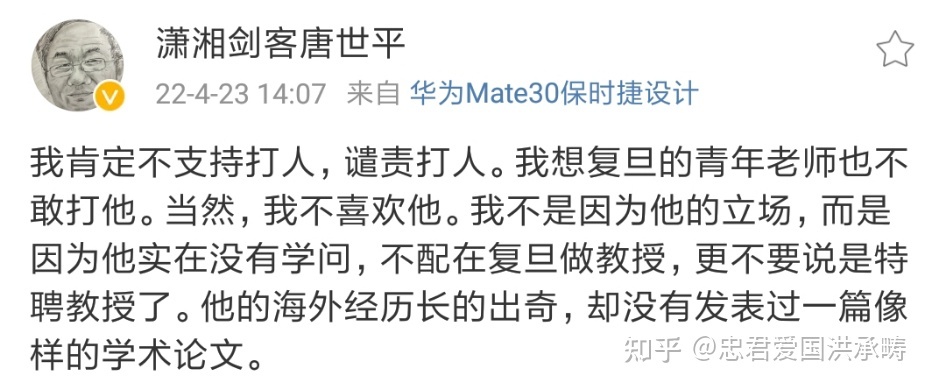 潇湘剑客唐世平
22-4-23 14:07 来自 华为Mate30保时捷设计
我肯定不支持打人，谴责打人。我想复旦的青年老师也不
敢打他。当然，我不喜欢他。我不是因为他的立场，而是
因为他实在没有学问，不配在复旦做教授，更不要说是特
聘教授了。他的海外经历长的出奇，却没有发表过一篇像
样的学术论文。
知乎 @忠君爱国洪承畴